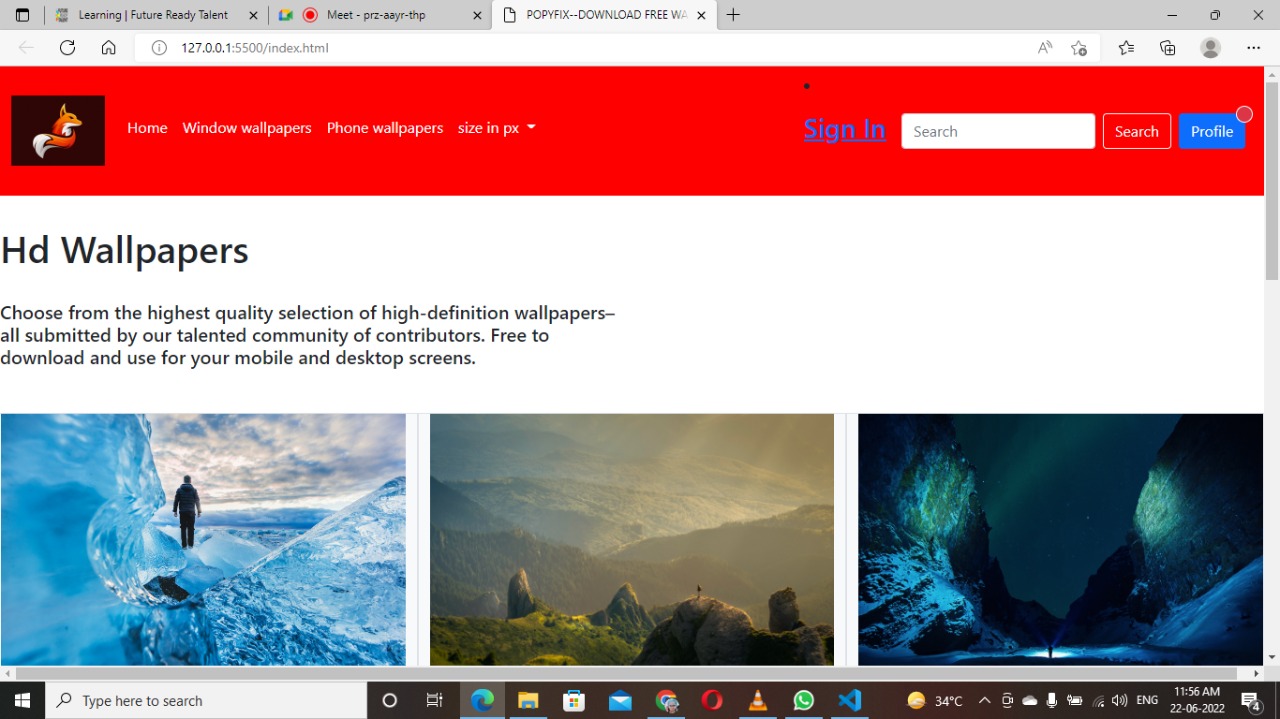 Learning | Future Ready Talent
Meet - prz-aayr-thp
POPYFIX--DOWNLOAD FREE WA
127.0.0.1:5500/index.html
Home
Window wallpapers
Phone wallpapers
size in px
Sign In
Search
Search
Profile
Hd Wallpapers
Choose from the highest quality selection of high-definition wallpapers–
all submitted by our talented community of contributors. Free to
download and use for your mobile and desktop screens.
Type here to search
34°C
ENG
11:56 AM
22-06-2022
4